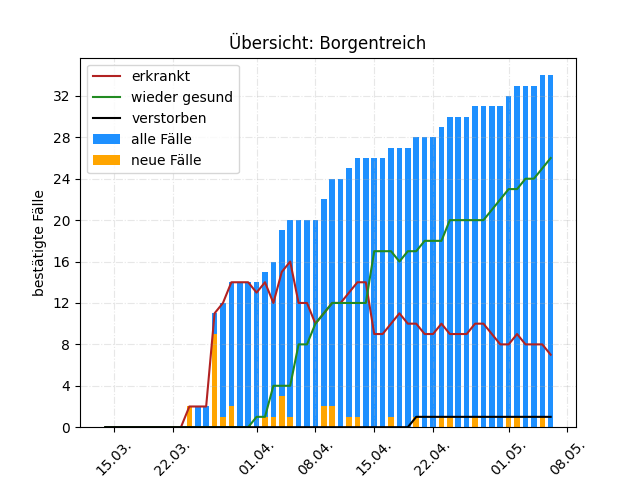 Übersicht: Borgentreich
erkrankt
wieder gesund
verstorben
alle Fälle
neue Fälle
bestätigte Fälle
32
28
24
20
16
12
8
4
0
15.03.
22.03.
01.04.
08.04.
15.04.
22.04.
01.05.
08.05.